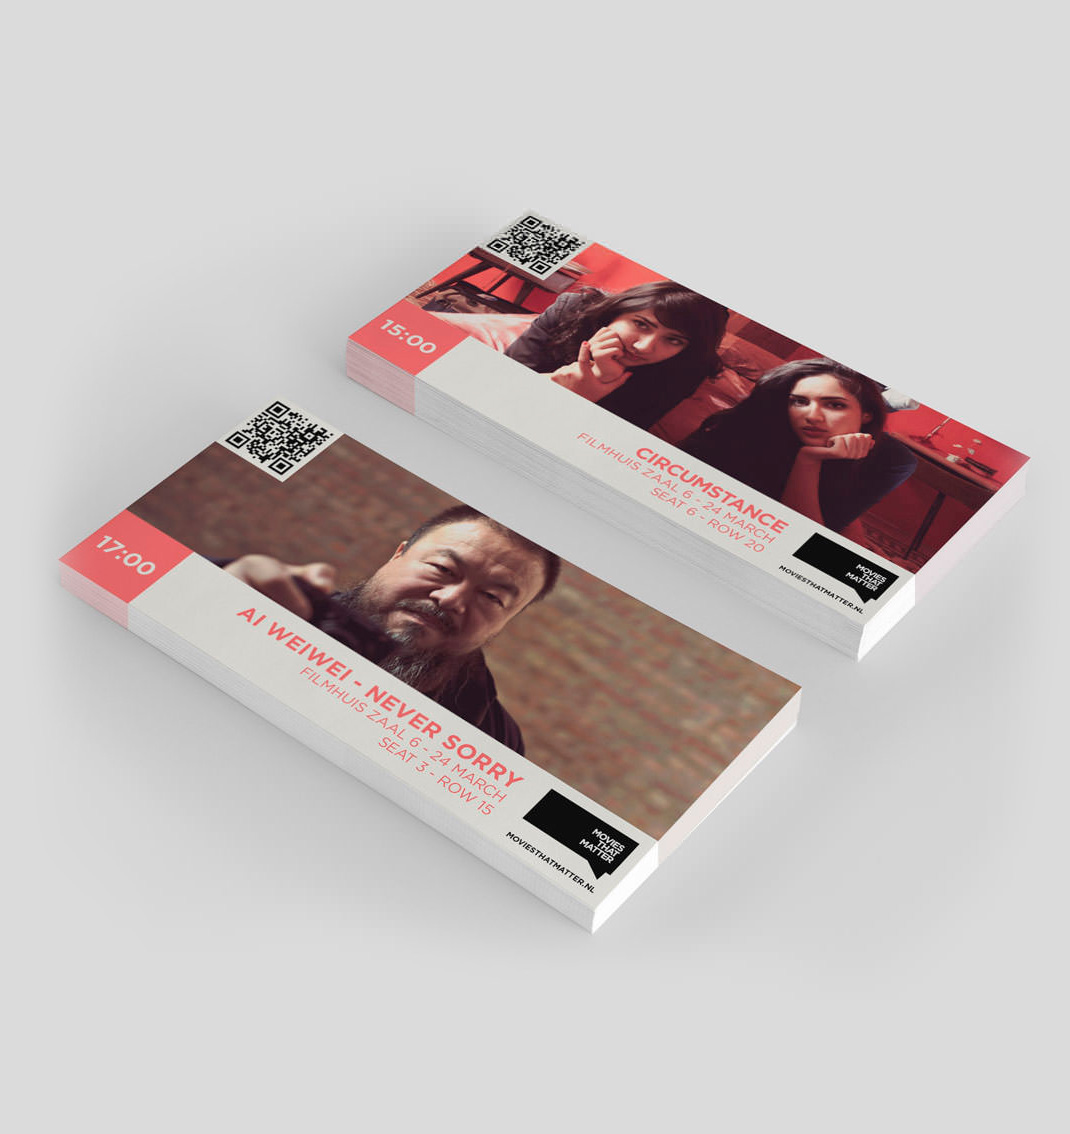 15:00
CIRCUMSTANCE
FILMHUIS ZAAL 6 - 24 MARCH
SEAT 6 - ROW 20
MOVIES
THAT
MATTER
MOVIESTHATMATTER.NL
17:00
AI WEIWEI - NEVER SORRY
FILMHUIS ZAAL 6 - 24 MARCH
SEAT 3 - ROW 15
MOVIES
THAT
MATTER
MOVIESTHATMATTER.NL